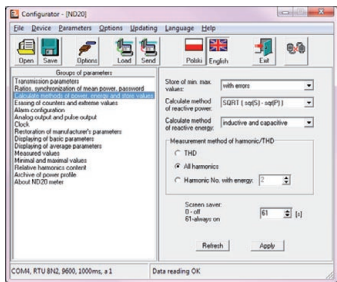 Configurator - [ND20]
File Device Parameters Options Updating Language Help
Open Save Options Load Send Polski English Exit
Groups of parameters
Transmission parameters
Ratios, synchronization of mean power, password
Calculate methods of power, energy and store values
Erasing of counters and extreme values
Alarm configuration
Analog output and pulse output
Clock
Restoration of manufacturer's parameters
Displaying of basic parameters
Displaying of average parameters
Measured values
Minimal and maximal values
Relative harmonics content
Archive of power profile
About ND20 meter
Store of min. max. values: with errors
Calculate method of reactive power: SQRT ( sq(S) - sq(P) )
Calculate method of reactive energy: inductive and capacitive
Measurement method of harmonic/THD
THD
All harmonics
Harmonic No. with energy: 2
Screen saver:
0 - off
61-always on
61 [s]
Refresh Apply
COM4, RTU 8N2, 9600, 1000ms, a 1 Data reading OK